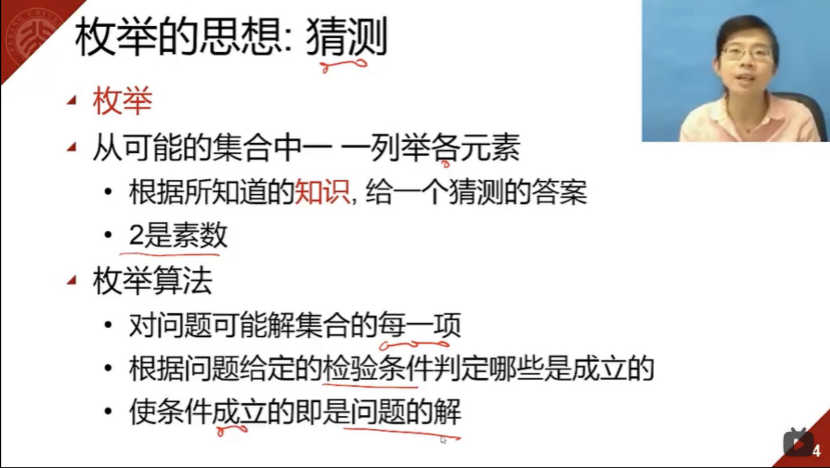 枚举的思想: 猜测
枚举
从可能的集合中一 一列举各元素
根据所知道的知识, 给一个猜测的答案
2是素数
枚举算法
对问题可能解集合的每一项
根据问题给定的检验条件判定哪些是成立的
使条件成立的即是问题的解
4